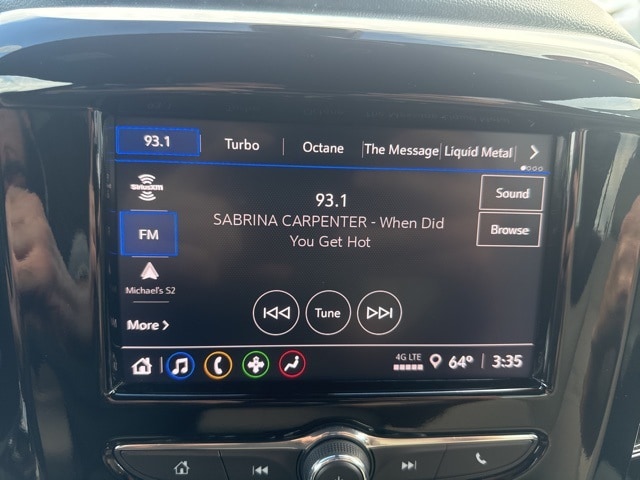 93.1
Turbo
Octane
The Message
Liquid Metal
SiriusXM
FM
Michael's S2
More
93.1
SABRINA CARPENTER - When Did
You Get Hot
Sound
Browse
Tune
4G LTE
64°
3:35